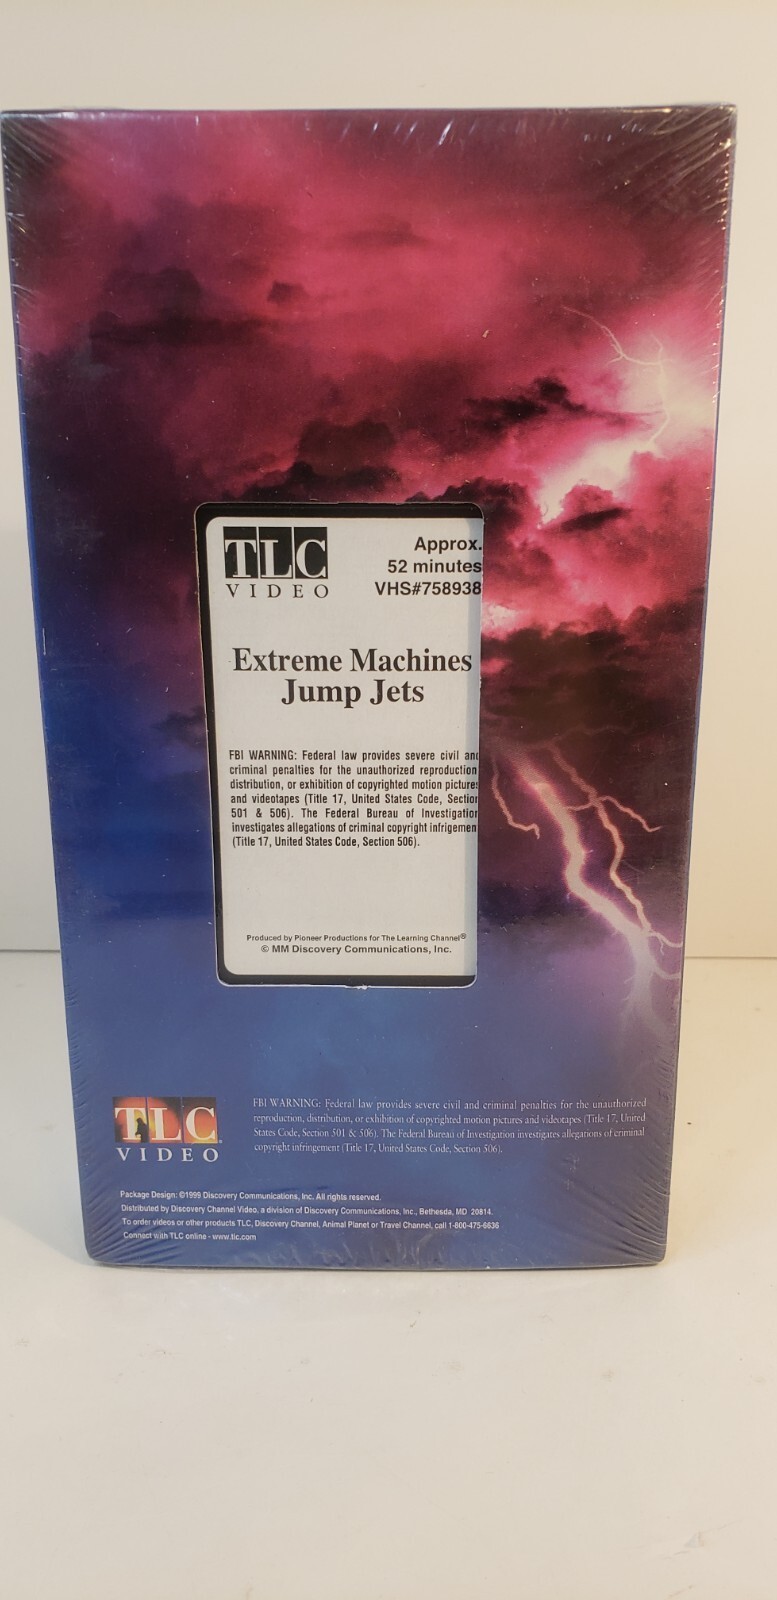 TLC
VIDEO
Approx.
52 minutes
VHS#758938
Extreme Machines
Jump Jets
FBI WARNING: Federal law provides severe civil and
criminal penalties for the unauthorized reproduction
distribution, or exhibition of copyrighted motion pictures
and videotapes (Title 17, United States Code, Section
501 & 506). The Federal Bureau of Investigation
investigates allegations of criminal copyright infrigemen
(Title 17, United States Code, Section 506).
Produced by Pioneer Productions for The Learning Channel®
© MM Discovery Communications, Inc.
TLC
VIDEO
FBI WARNING: Federal law provides severe civil and criminal penalties for the unauthorized
reproduction, distribution, or exhibition of copyrighted motion pictures and videotapes (Title 17, United
States Code, Section 501 & 506). The Federal Bureau of Investigation investigates allegations of criminal
copyright infringement (Title 17, United States Code, Section 506).
Package Design: ©1999 Discovery Communications, Inc. All rights reserved.
Distributed by Discovery Channel Video, a division of Discovery Communications, Inc., Bethesda, MD 20814.
To order videos or other products TLC, Discovery Channel, Animal Planet or Travel Channel, call 1-800-475-6636
Connect with TLC online - www.tlc.com